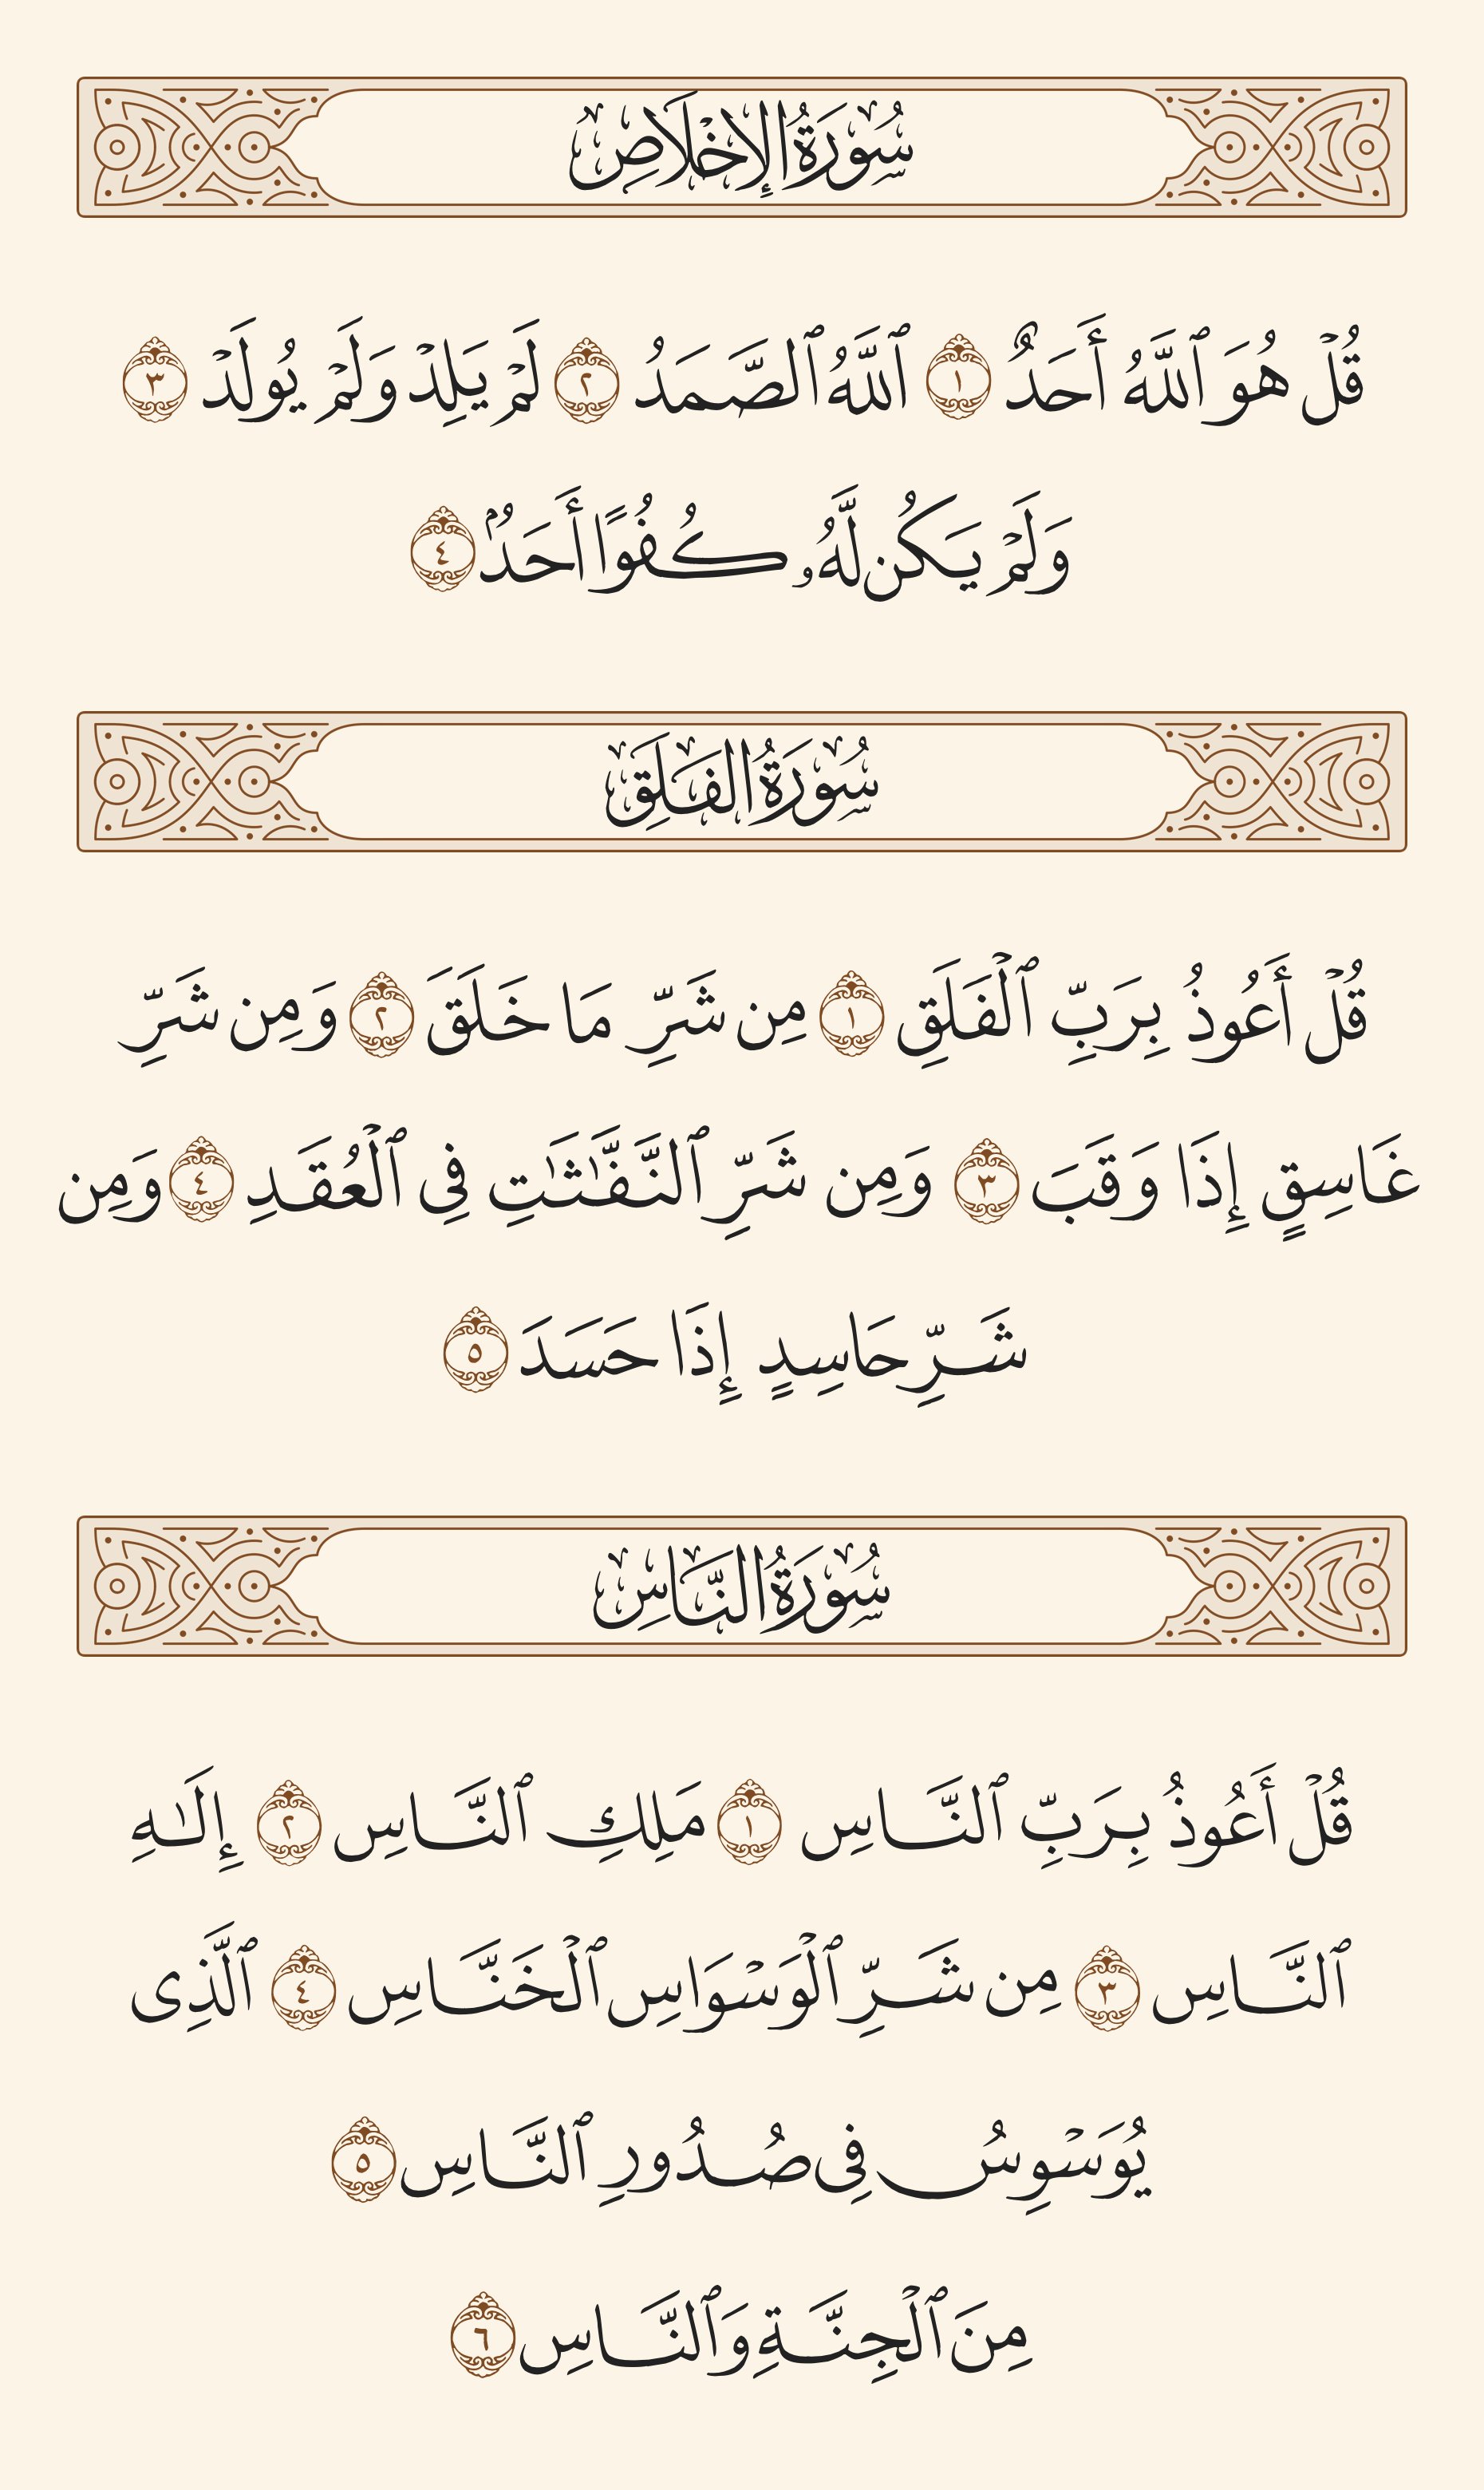 سُورَةُ الإِخْلَاصِ
قُلْ هُوَ ٱللَّهُ أَحَدٌ ١ ٱللَّهُ ٱلصَّمَدُ ٢ لَمْ يَلِدْ وَلَمْ يُولَدْ ٣
وَلَمْ يَكُن لَّهُۥ كُفُوًا أَحَدٌۢ ٤
سُورَةُ الفَلَقِ
قُلْ أَعُوذُ بِرَبِّ ٱلْفَلَقِ ١ مِن شَرِّ مَا خَلَقَ ٢ وَمِن شَرِّ
غَاسِقٍ إِذَا وَقَبَ ٣ وَمِن شَرِّ ٱلنَّفَّٰثَٰتِ فِى ٱلْعُقَدِ ٤ وَمِن
شَرِّ حَاسِدٍ إِذَا حَسَدَ ٥
سُورَةُ النَّاسِ
قُلْ أَعُوذُ بِرَبِّ ٱلنَّاسِ ١ مَلِكِ ٱلنَّاسِ ٢ إِلَٰهِ
ٱلنَّاسِ ٣ مِن شَرِّ ٱلْوَسْوَاسِ ٱلْخَنَّاسِ ٤ ٱلَّذِى
يُوَسْوِسُ فِى صُدُورِ ٱلنَّاسِ ٥
مِنَ ٱلْجِنَّةِ وَٱلنَّاسِ ٦